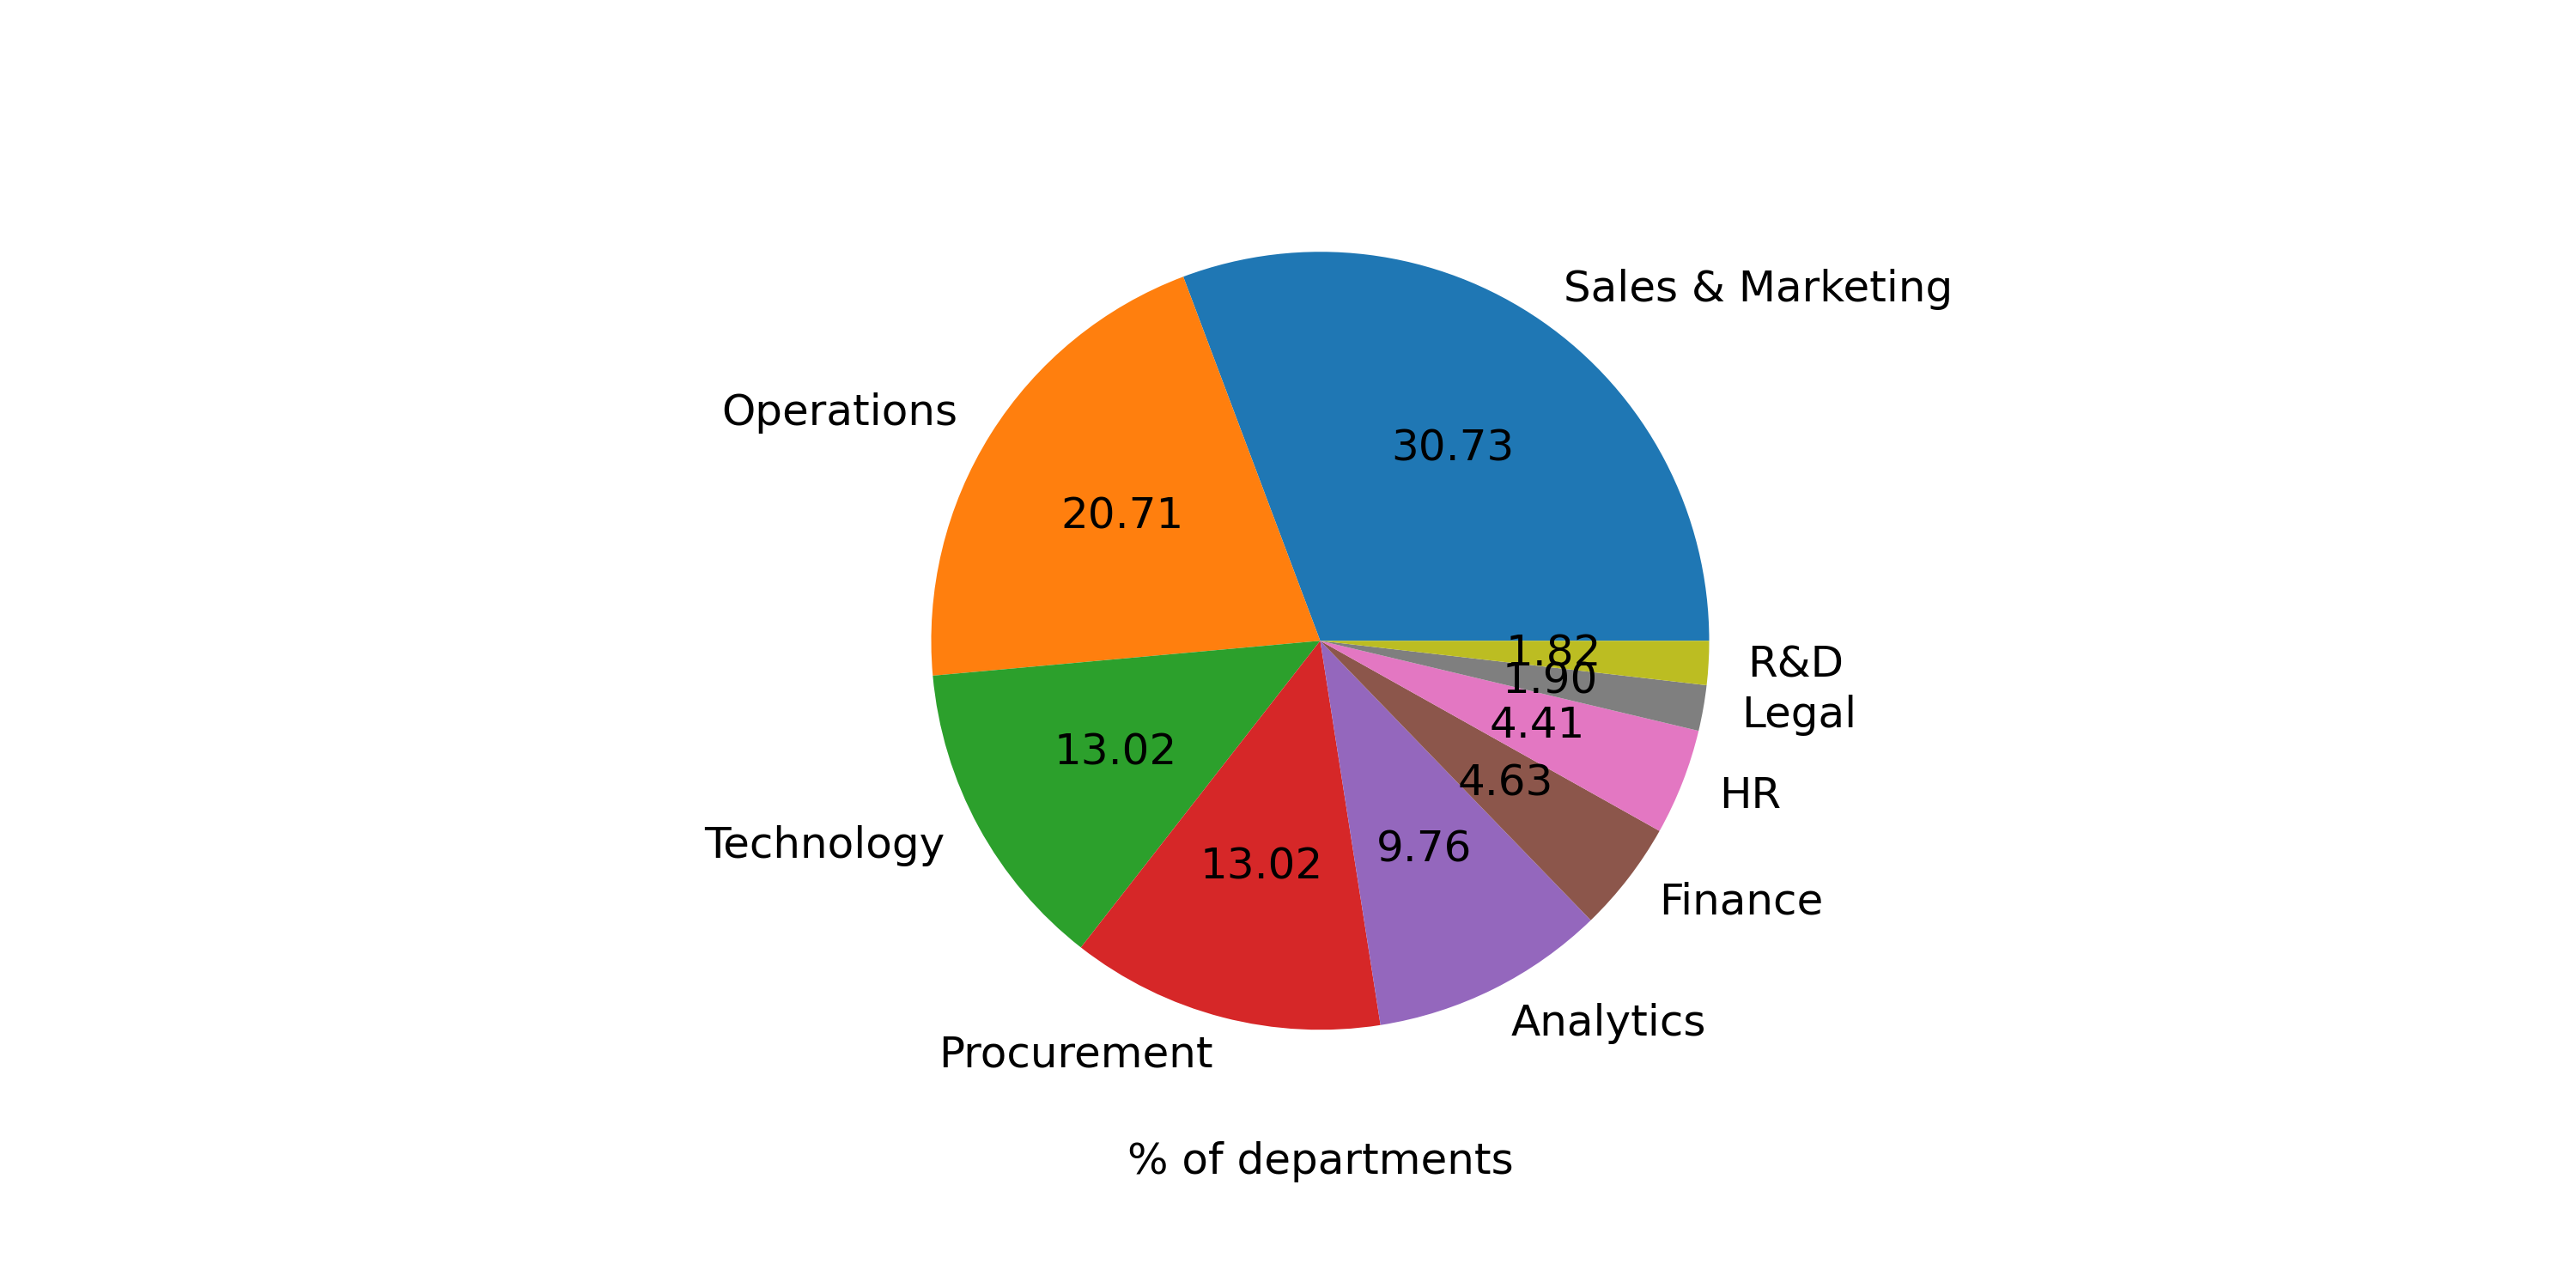 Sales & Marketing
30.73
Operations
20.71
Technology
13.02
Procurement
13.02
Analytics
9.76
Finance
4.63
HR
4.41
Legal
1.90
R&D
1.82
% of departments